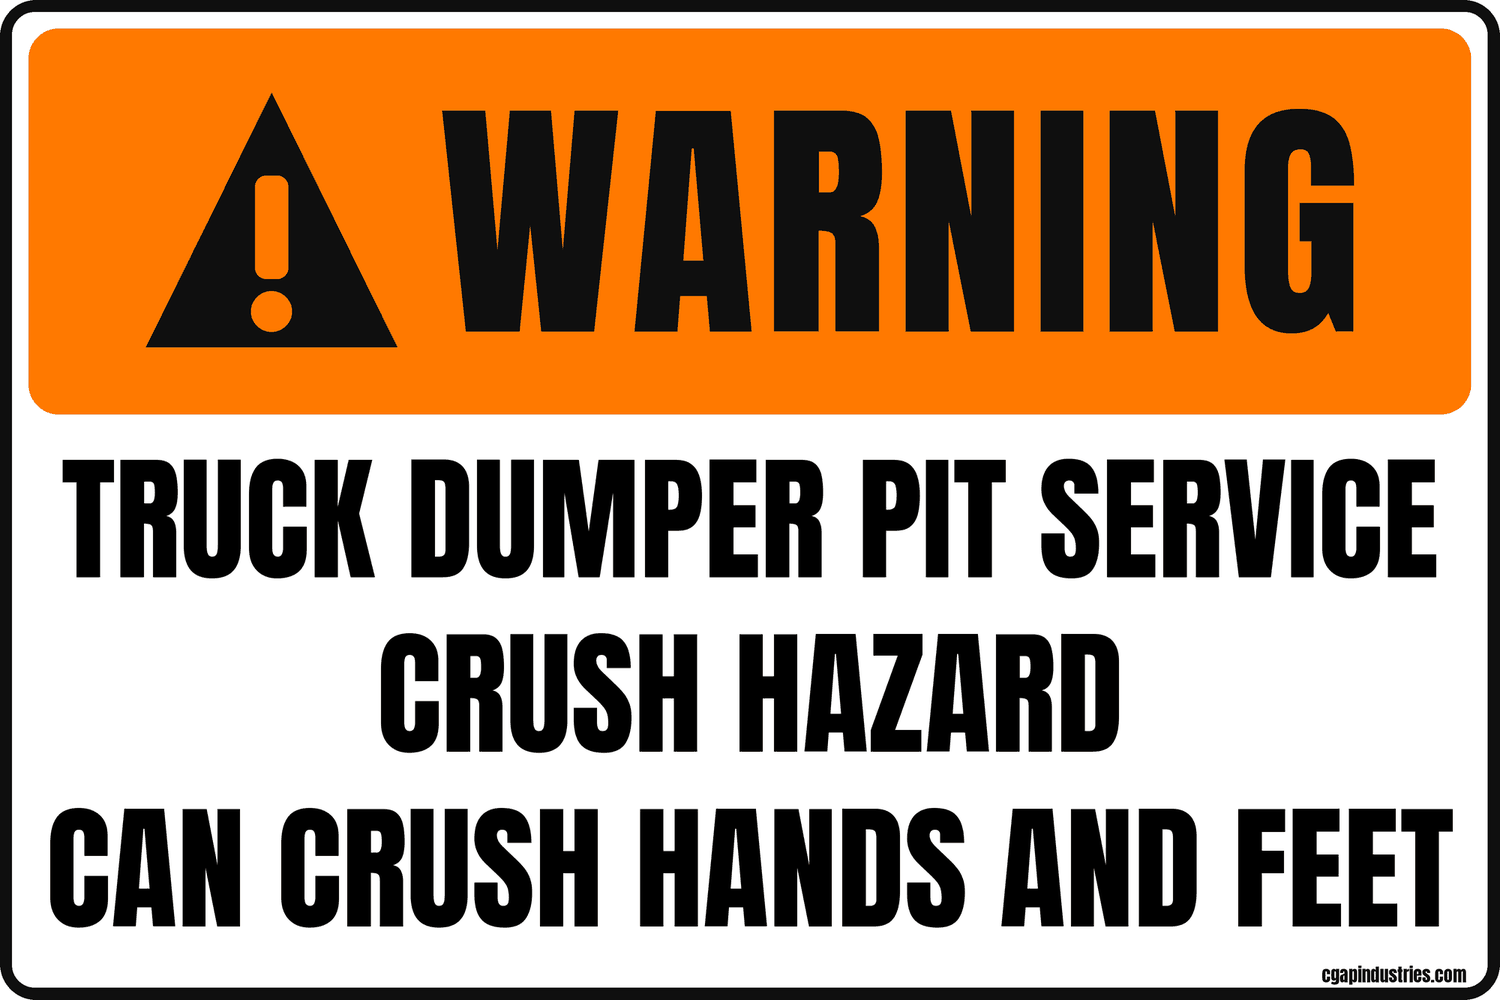 WARNING
TRUCK DUMPER PIT SERVICE
CRUSH HAZARD
CAN CRUSH HANDS AND FEET
cgapindustries.com